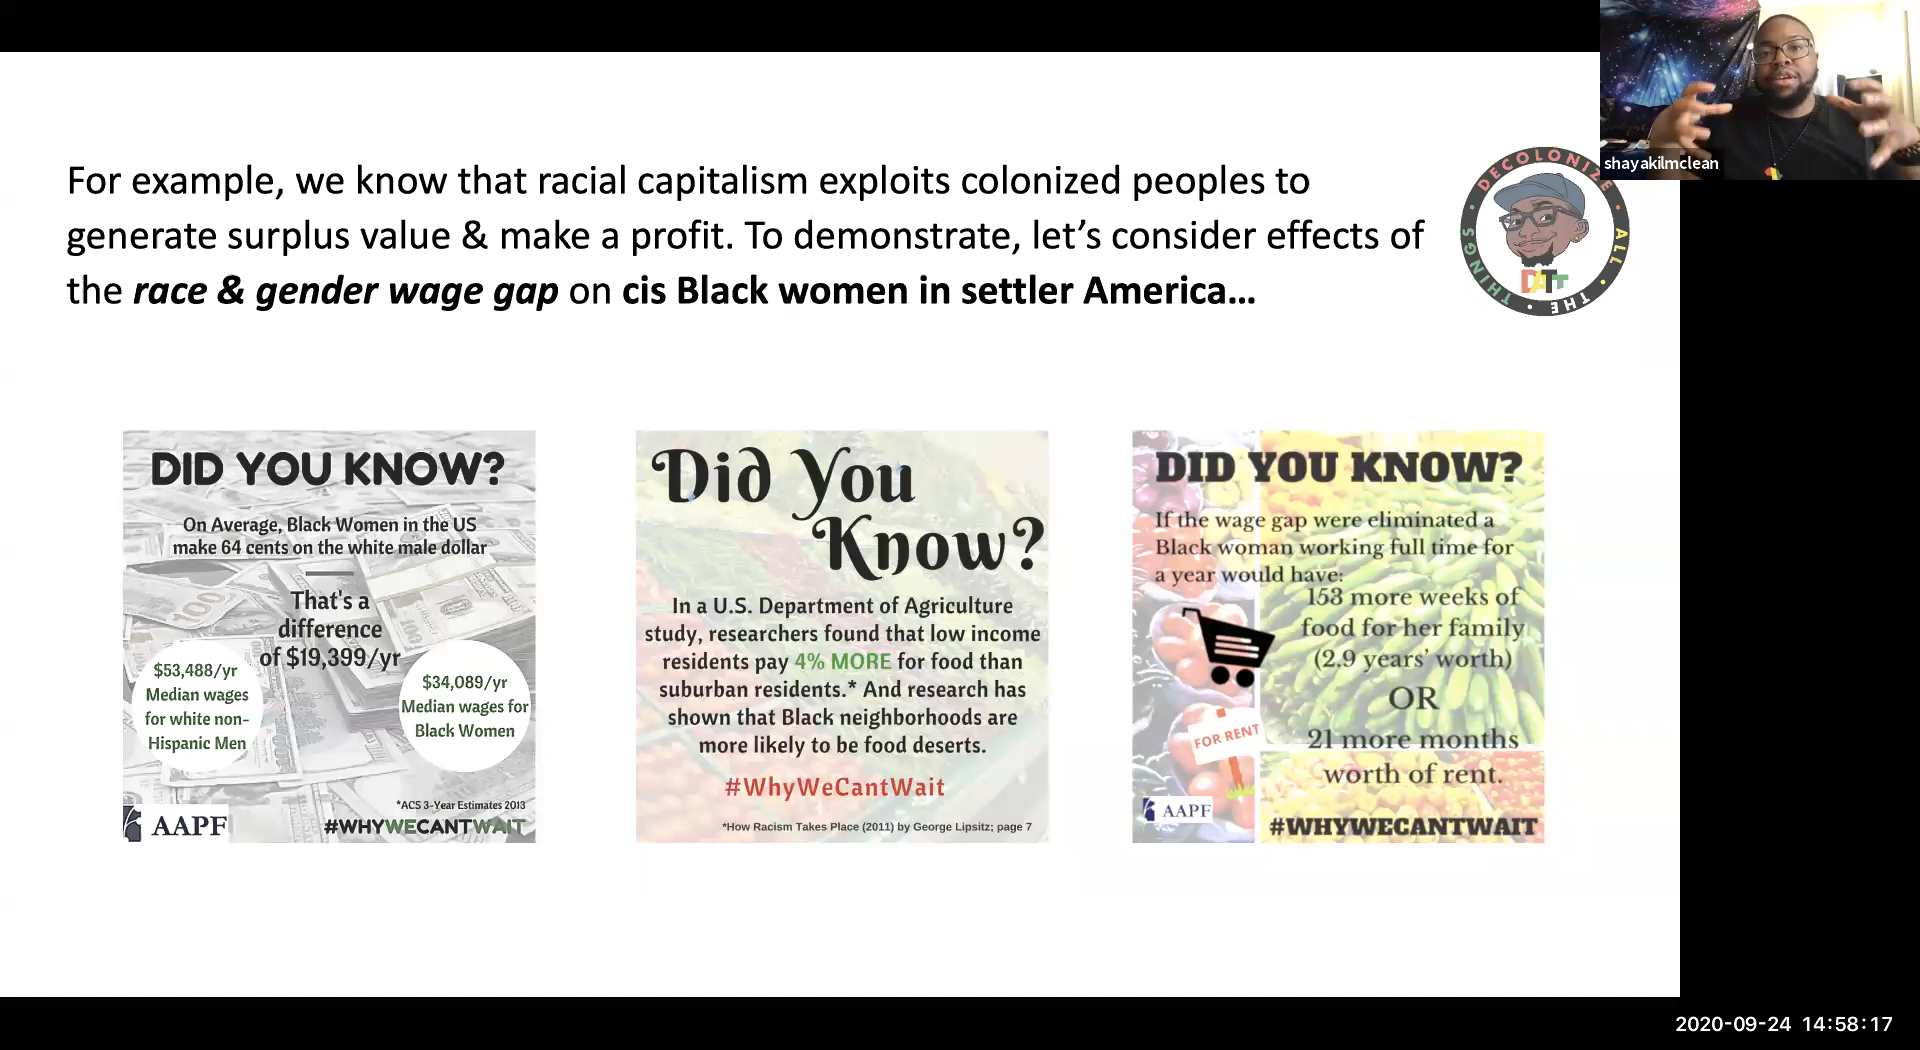 shayakilmclean
For example, we know that racial capitalism exploits colonized peoples to
generate surplus value & make a profit. To demonstrate, let's consider effects of
the race & gender wage gap on cis Black women in settler America...
DECOLONIZE • ALL • THE • THINGS •
DATT
DID YOU KNOW?
On Average, Black Women in the US
make 64 cents on the white male dollar
That's a
difference
of $19,399/yr
$53,488/yr
Median wages
for white non-
Hispanic Men
$34,089/yr
Median wages for
Black Women
*ACS 3-Year Estimates 2013
AAPF
#WHYWECANTWAIT
Did You
Know?
In a U.S. Department of Agriculture
study, researchers found that low income
residents pay 4% MORE for food than
suburban residents.* And research has
shown that Black neighborhoods are
more likely to be food deserts.
#WhyWeCantWait
*How Racism Takes Place (2011) by George Lipsitz; page 7
DID YOU KNOW?
If the wage gap were eliminated a
Black woman working full time for
a year would have:
153 more weeks of
food for her family
(2.9 years' worth)
OR
21 more months
worth of rent.
FOR RENT
AAPF
#WHYWECANTWAIT
2020-09-24 14:58:17